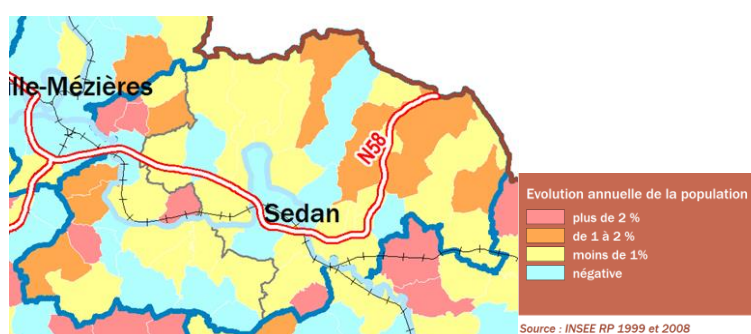 ille-Mézières
N58
Sedan
Evolution annuelle de la population
plus de 2 %
de 1 à 2 %
moins de 1%
négative
Source : INSEE RP 1999 et 2008